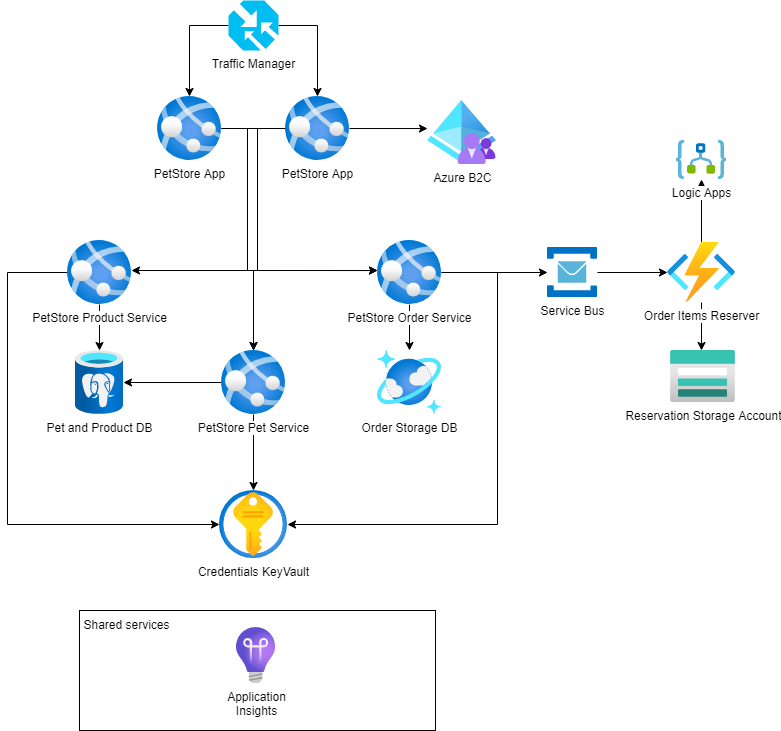 Traffic Manager
PetStore App
PetStore App
Azure B2C
Logic Apps
PetStore Product Service
PetStore Order Service
Service Bus
Order Items Reserver
Pet and Product DB
PetStore Pet Service
Order Storage DB
Reservation Storage Account
Credentials KeyVault
Shared services
Application
Insights